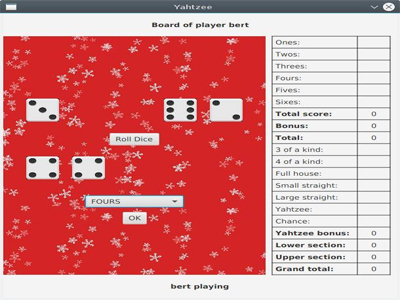 Yahtzee
Board of player bert
Ones:
Twos:
Threes:
Fours:
Fives:
Sixes:
Total score: 0
Bonus: 0
Total: 0
3 of a kind:
4 of a kind:
Full house:
Small straight:
Large straight:
Yahtzee:
Chance:
Yahtzee bonus: 0
Lower section: 0
Upper section: 0
Grand total: 0
Roll Dice
FOURS
OK
bert playing